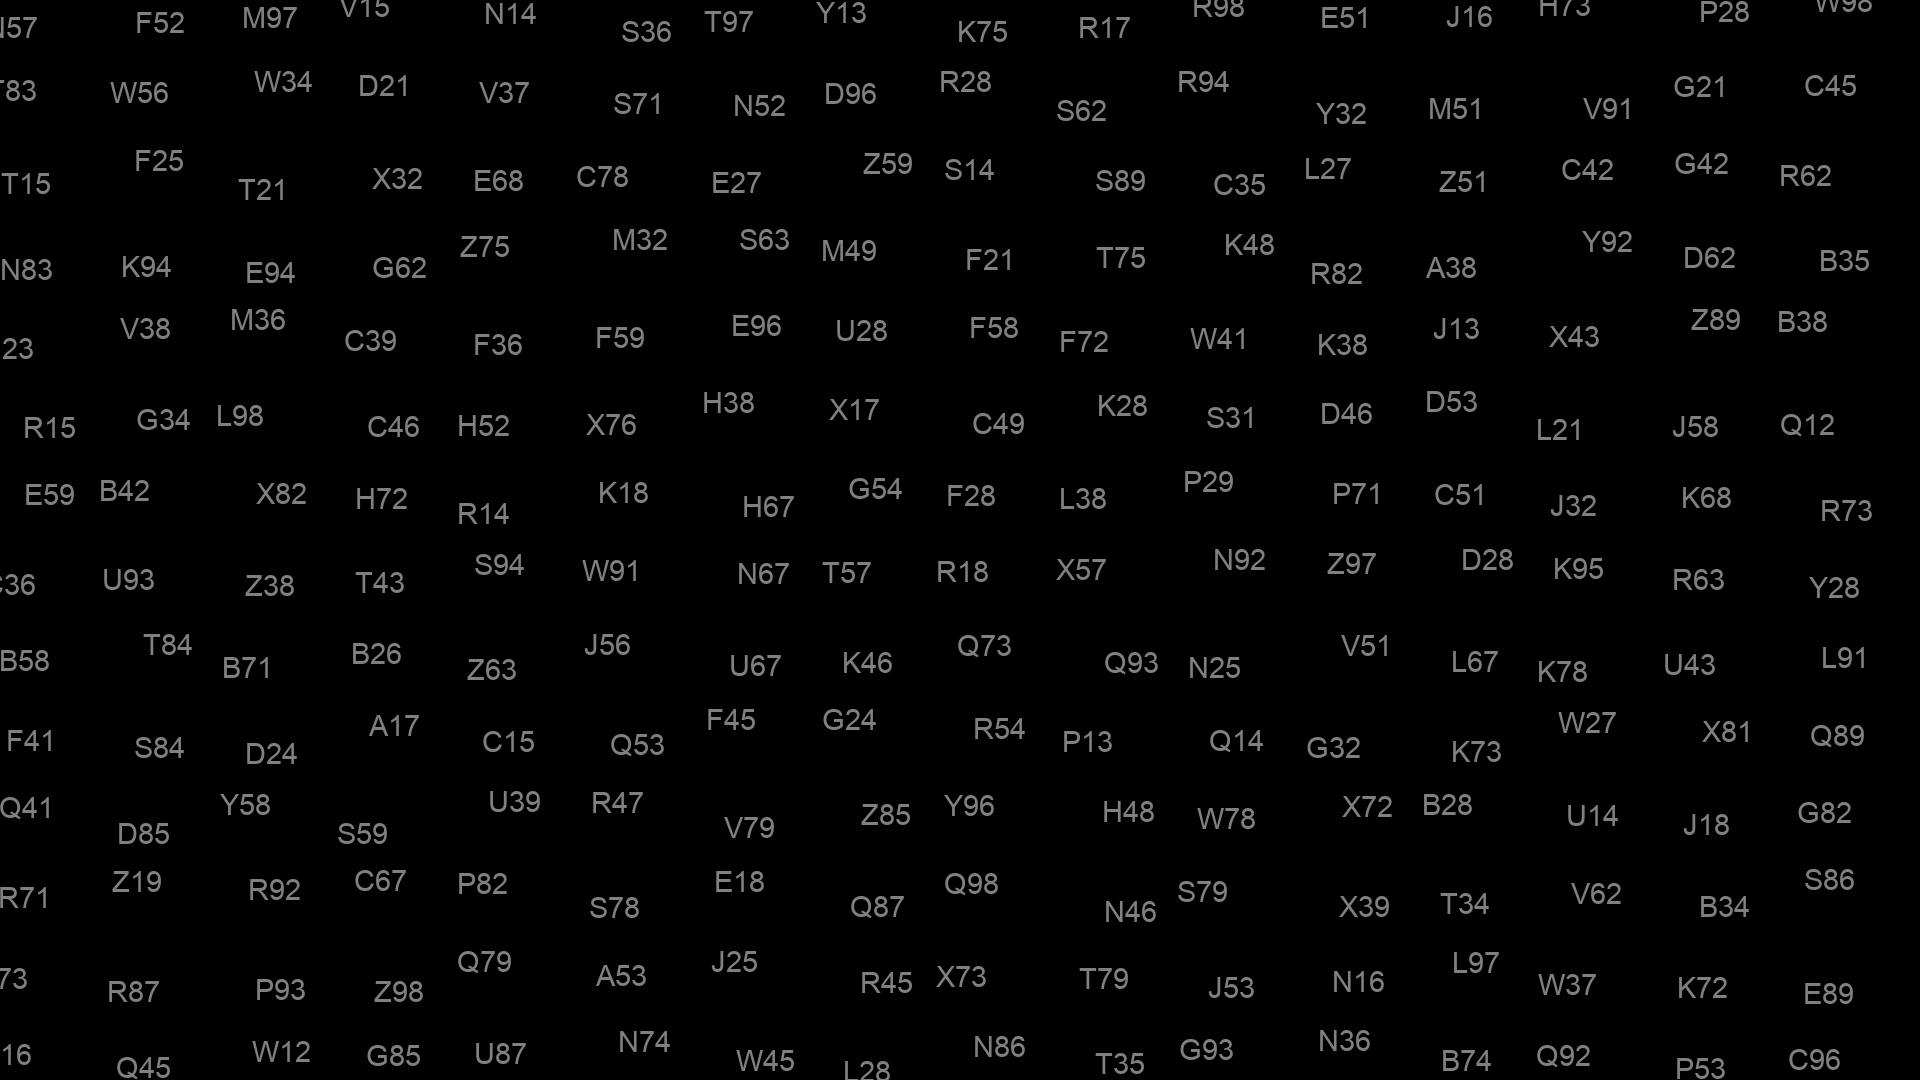 F52 M97 V15 N14 S36 T97 Y13 K75 R17 R98 E51 J16 H73 P28 W98
W56 W34 D21 V37 S71 N52 D96 R28 S62 R94 Y32 M51 V91 G21 C45
T15 F25 T21 X32 E68 C78 E27 Z59 S14 S89 C35 L27 Z51 C42 G42 R62
N83 K94 E94 G62 Z75 M32 S63 M49 F21 T75 K48 R82 A38 Y92 D62 B35
23 V38 M36 C39 F36 F59 E96 U28 F58 F72 W41 K38 J13 X43 Z89 B38
R15 G34 L98 C46 H52 X76 H38 X17 C49 K28 S31 D46 D53 L21 J58 Q12
E59 B42 X82 H72 R14 K18 H67 G54 F28 L38 P29 P71 C51 J32 K68 R73
U93 Z38 T43 S94 W91 N67 T57 R18 X57 N92 Z97 D28 K95 R63 Y28
B58 T84 B71 B26 Z63 J56 U67 K46 Q73 Q93 N25 V51 L67 K78 U43 L91
F41 S84 D24 A17 C15 Q53 F45 G24 R54 P13 Q14 G32 K73 W27 X81 Q89
Q41 D85 Y58 S59 U39 R47 V79 Z85 Y96 H48 W78 X72 B28 U14 J18 G82
R71 Z19 R92 C67 P82 S78 E18 Q87 Q98 N46 S79 X39 T34 V62 B34 S86
73 R87 P93 Z98 Q79 A53 J25 R45 X73 T79 J53 N16 L97 W37 K72 E89
16 Q45 W12 G85 U87 N74 W45 L28 N86 T35 G93 N36 B74 Q92 P53 C96